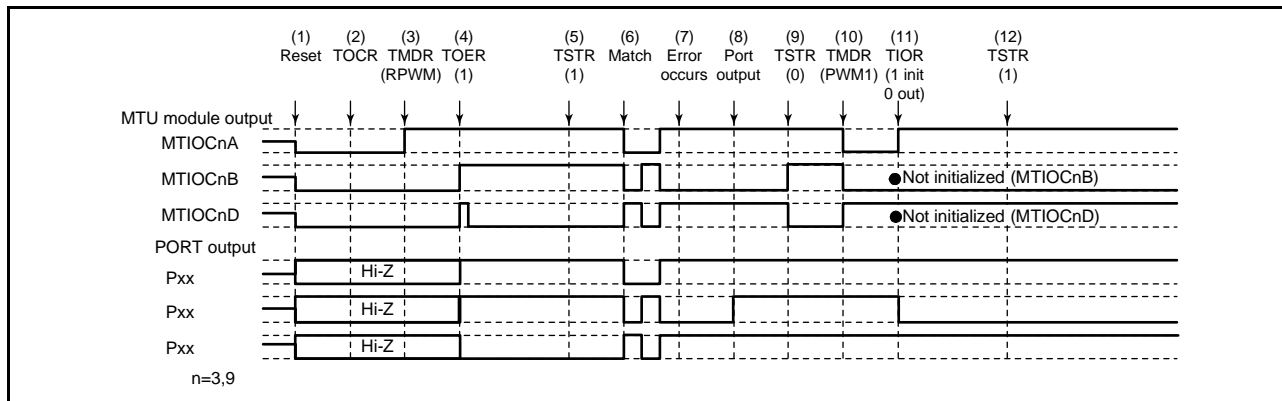 (1) (2) (3) (4) (5) (6) (7) (8) (9) (10) (11) (12)
Reset TOCR TMDR TOER TSTR Match Error Port TSTR TMDR TIOR TSTR
(RPWM) (1) (1) occurs output (0) (PWM1) (1 init (1)
0 out)
MTU module output
MTIOCnA
MTIOCnB
Not initialized (MTIOCnB)
MTIOCnD
Not initialized (MTIOCnD)
PORT output
Pxx Hi-Z
Pxx Hi-Z
Pxx Hi-Z
n=3,9